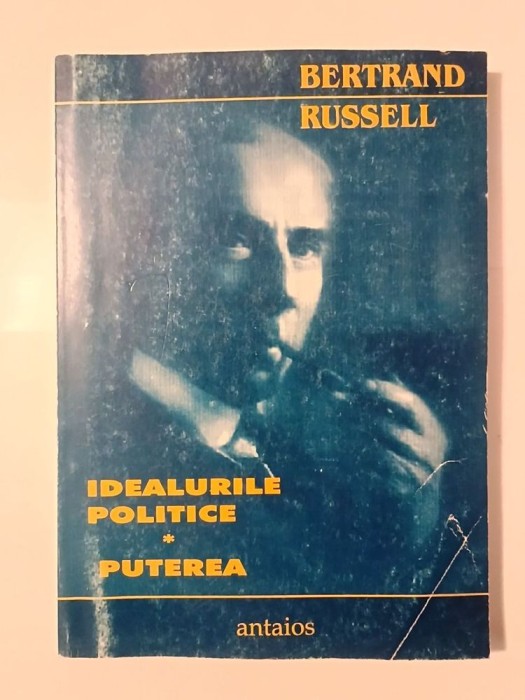 BERTRAND
RUSSELL
IDEALURILE
POLITICE
*
PUTEREA
antaios